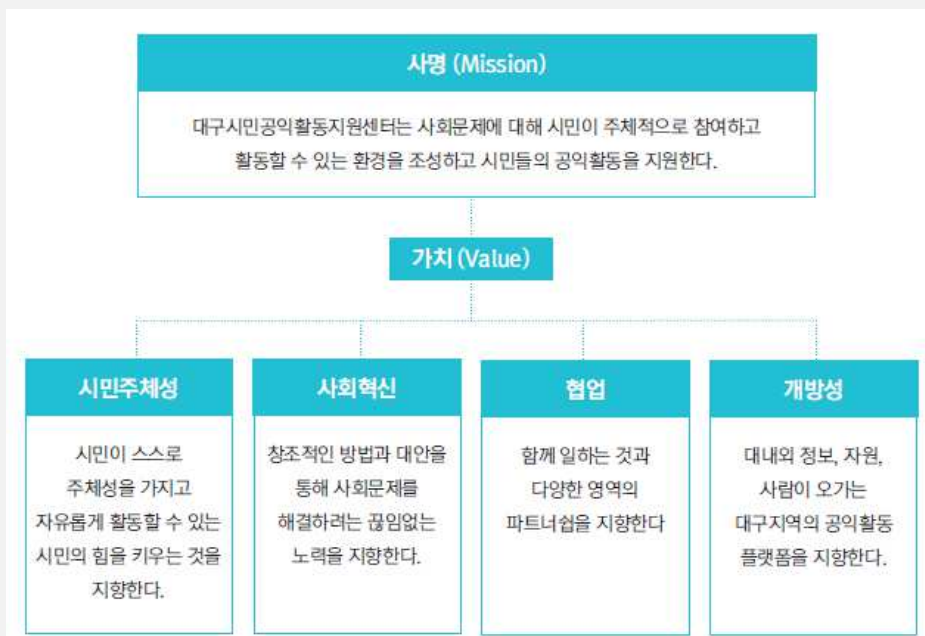 사명 (Mission)
대구시민공익활동지원센터는 사회문제에 대해 시민이 주체적으로 참여하고
활동할 수 있는 환경을 조성하고 시민들의 공익활동을 지원한다.
가치 (Value)
시민주체성
시민이 스스로
주체성을 가지고
자유롭게 활동할 수 있는
시민의 힘을 키우는 것을
지향한다.
사회혁신
창조적인 방법과 대안을
통해 사회문제를
해결하려는 끊임없는
노력을 지향한다.
협업
함께 일하는 것과
다양한 영역의
파트너쉽을 지향한다
개방성
대내외 정보, 자원,
사람이 오가는
대구지역의 공익활동
플랫폼을 지향한다.